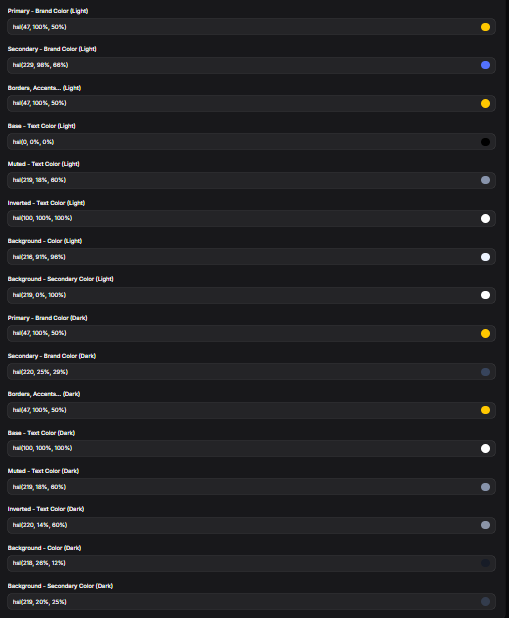 Primary - Brand Color (Light)
hsl(47, 100%, 50%)
Secondary - Brand Color (Light)
hsl(229, 98%, 66%)
Borders, Accents... (Light)
hsl(47, 100%, 50%)
Base - Text Color (Light)
hsl(0, 0%, 0%)
Muted - Text Color (Light)
hsl(219, 18%, 60%)
Inverted - Text Color (Light)
hsl(100, 100%, 100%)
Background - Color (Light)
hsl(216, 91%, 96%)
Background - Secondary Color (Light)
hsl(219, 0%, 100%)
Primary - Brand Color (Dark)
hsl(47, 100%, 50%)
Secondary - Brand Color (Dark)
hsl(220, 25%, 29%)
Borders, Accents... (Dark)
hsl(47, 100%, 50%)
Base - Text Color (Dark)
hsl(100, 100%, 100%)
Muted - Text Color (Dark)
hsl(219, 18%, 60%)
Inverted - Text Color (Dark)
hsl(220, 14%, 60%)
Background - Color (Dark)
hsl(218, 26%, 12%)
Background - Secondary Color (Dark)
hsl(219, 20%, 25%)